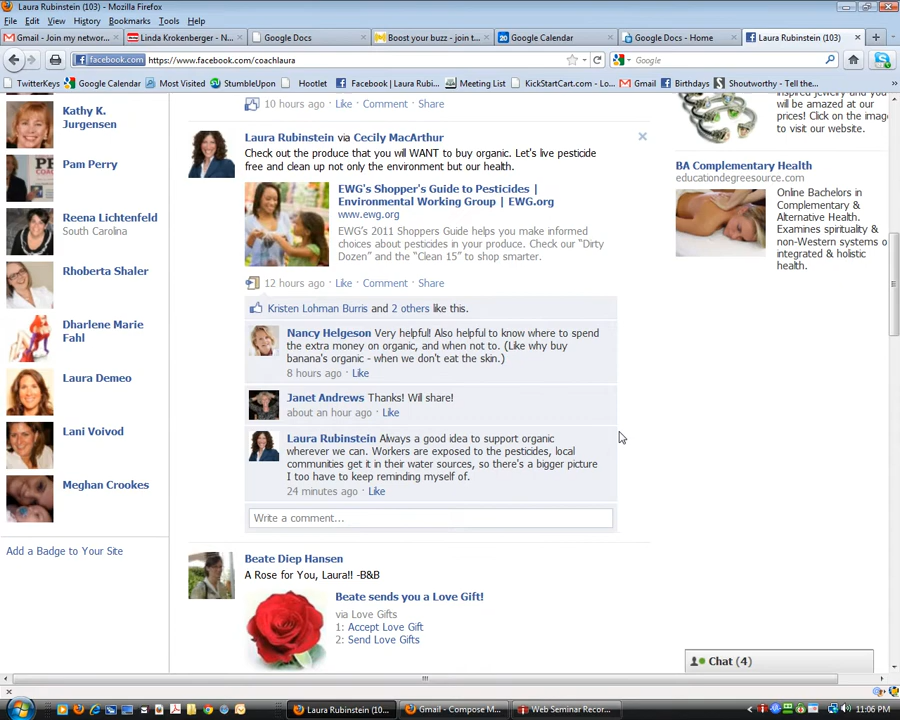 Laura Rubinstein (103) - Mozilla Firefox
File Edit View History Bookmarks Tools Help
Gmail - Join my networ... Linda Krokenberger - N... Google Docs Boost your buzz - join t... Google Calendar Google Docs - Home Laura Rubinstein (103)
facebook.com https://www.facebook.com/coachlaura Google
TwitterKeys Google Calendar Most Visited StumbleUpon Hootlet Facebook | Laura Rubi... Meeting List KickStartCart.com - Lo... Gmail Birthdays Shoutworthy - Tell the...
Kathy K.
Jurgensen
Pam Perry
Reena Lichtenfeld
South Carolina
Rhoberta Shaler
Dharlene Marie
Fahl
Laura Demeo
Lani Voivod
Meghan Crookes
Add a Badge to Your Site
10 hours ago · Like · Comment · Share
Laura Rubinstein via Cecily MacArthur
Check out the produce that you will WANT to buy organic. Let's live pesticide
free and clean up not only the environment but our health.
EWG's Shopper's Guide to Pesticides |
Environmental Working Group | EWG.org
www.ewg.org
EWG's 2011 Shoppers Guide helps you make informed
choices about pesticides in your produce. Check our "Dirty
Dozen" and the "Clean 15" to shop smarter.
12 hours ago · Like · Comment · Share
Kristen Lohman Burris and 2 others like this.
Nancy Helgeson Very helpful! Also helpful to know where to spend
the extra money on organic, and when not to. (Like why buy
banana's organic - when we don't eat the skin.)
8 hours ago · Like
Janet Andrews Thanks! Will share!
about an hour ago · Like
Laura Rubinstein Always a good idea to support organic
wherever we can. Workers are exposed to the pesticides, local
communities get it in their water sources, so there's a bigger picture
I too have to keep reminding myself of.
24 minutes ago · Like
Write a comment...
Beate Diep Hansen
A Rose for You, Laura!! -B&B
Beate sends you a Love Gift!
via Love Gifts
1: Accept Love Gift
2: Send Love Gifts
will be amazed at our
prices! Click on the imag
to visit our website.
BA Complementary Health
educationdegreesource.com
Online Bachelors in
Complementary &
Alternative Health.
Examines spirituality &
non-Western systems o
integrated & holistic
health.
Chat (4)
Laura Rubinstein (10... Gmail - Compose M... Web Seminar Recor... 11:06 PM